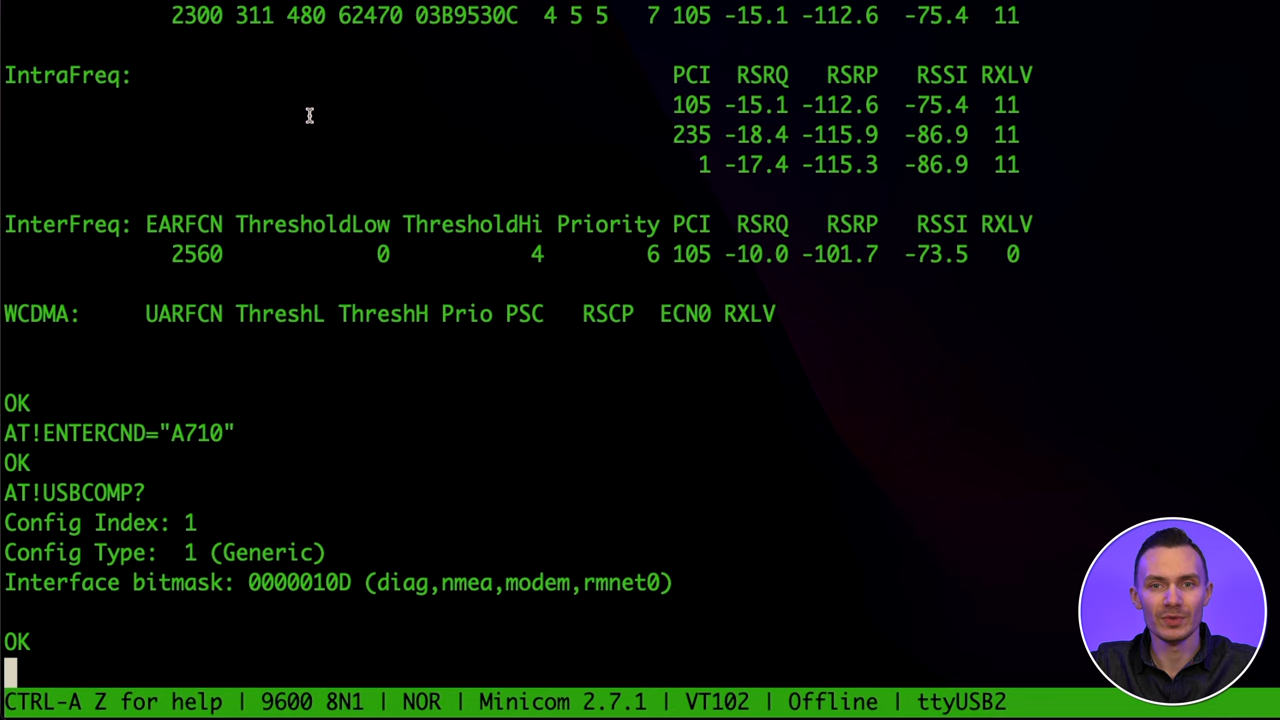 2300 311 480 62470 03B9530C 4 5 5 7 105 -15.1 -112.6 -75.4 11
IntraFreq: PCI RSRQ RSRP RSSI RXLV
105 -15.1 -112.6 -75.4 11
235 -18.4 -115.9 -86.9 11
1 -17.4 -115.3 -86.9 11
InterFreq: EARFCN ThresholdLow ThresholdHi Priority PCI RSRQ RSRP RSSI RXLV
2560 0 4 6 105 -10.0 -101.7 -73.5 0
WCDMA: UARFCN ThreshL ThreshH Prio PSC RSCP ECN0 RXLV
OK
AT!ENTERCND="A710"
OK
AT!USBCOMP?
Config Index: 1
Config Type: 1 (Generic)
Interface bitmask: 0000010D (diag,nmea,modem,rmnet0)
OK
CTRL-A Z for help | 9600 8N1 | NOR | Minicom 2.7.1 | VT102 | Offline | ttyUSB2